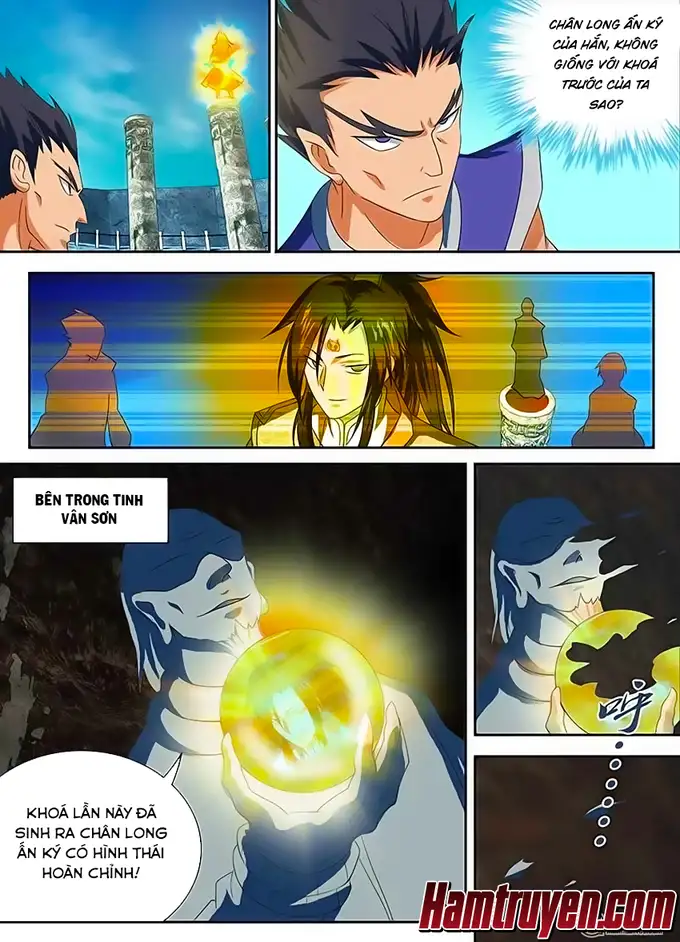 CHÂN LONG ẤN KÝ
CỦA HẮN, KHÔNG
GIỐNG VỚI KHOÁ
TRƯỚC CỦA TA
SAO?
BÊN TRONG TINH
VÂN SƠN
呼
KHOÁ LẦN NÀY ĐÃ
SINH RA CHÂN LONG
ẤN KÝ CÓ HÌNH THÁI
HOÀN CHỈNH!
Hamtruyen.com